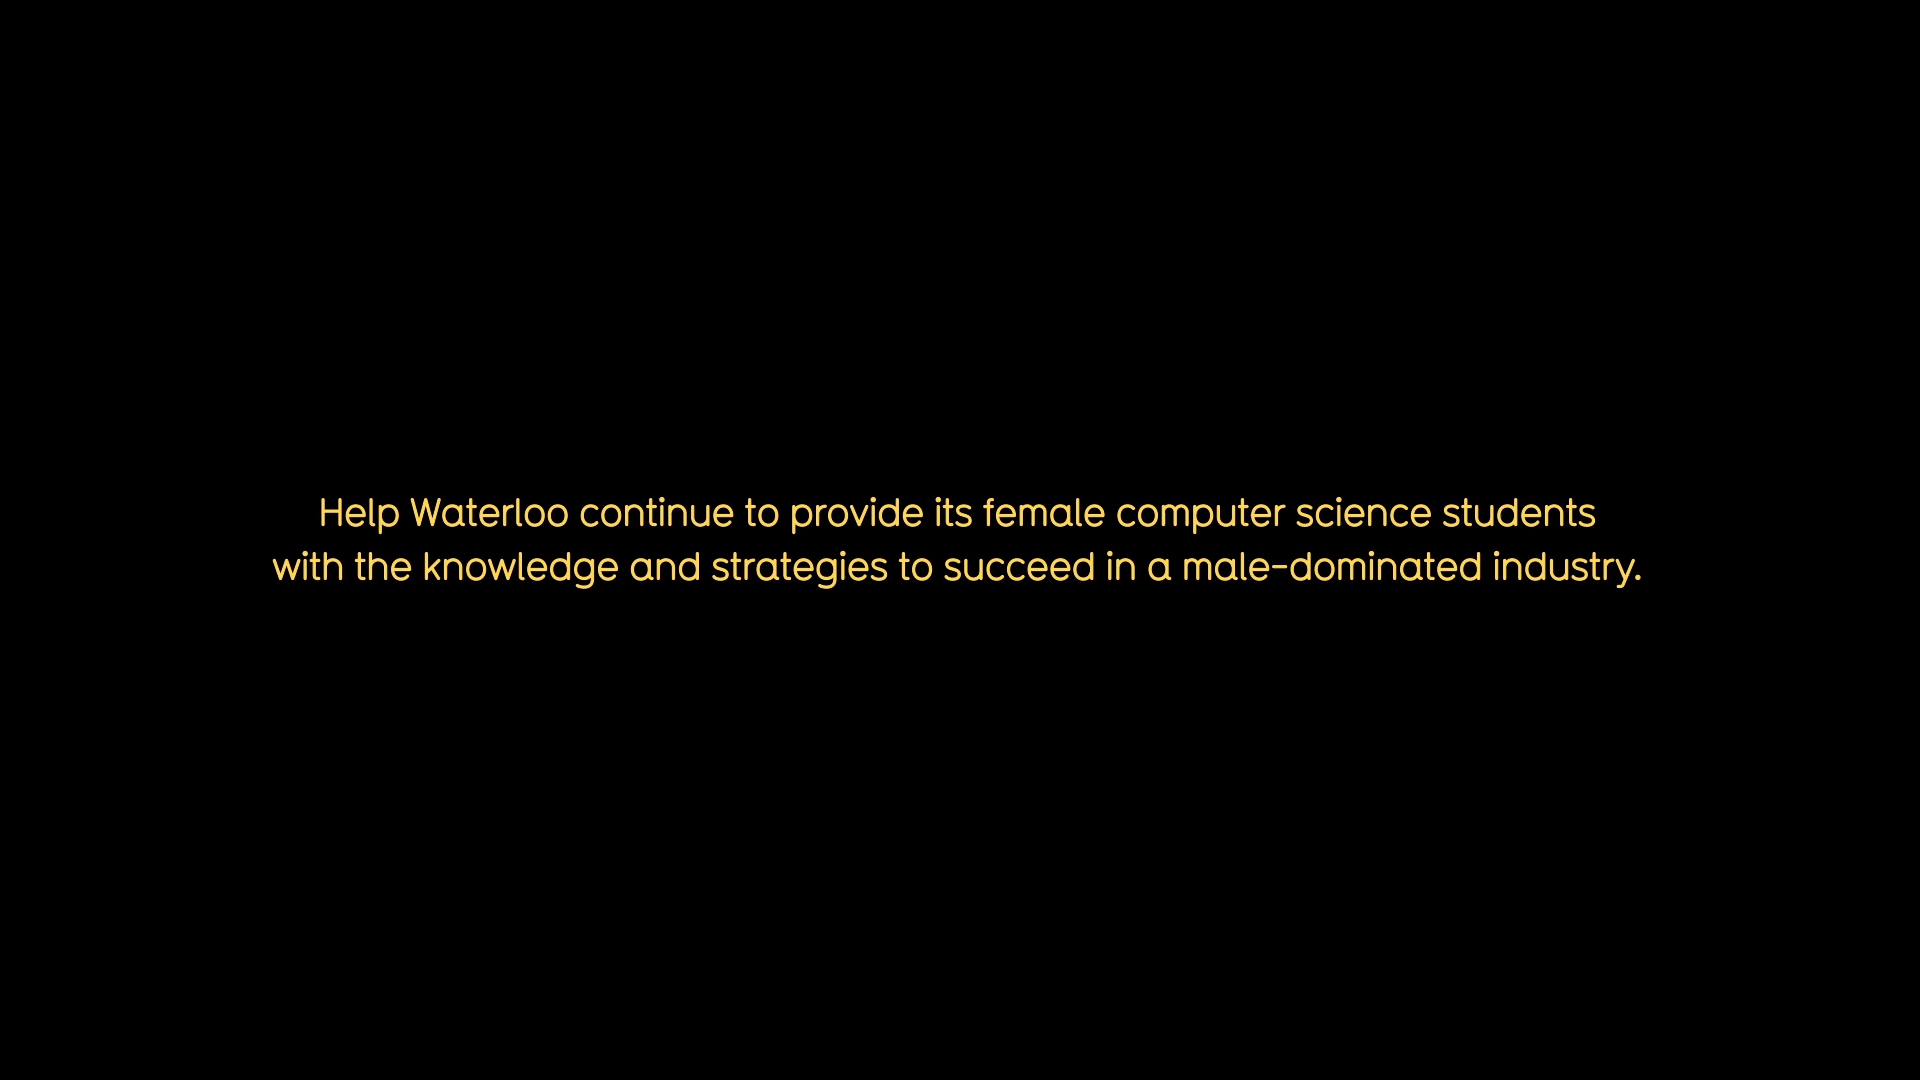 Help Waterloo continue to provide its female computer science students
with the knowledge and strategies to succeed in a male-dominated industry.